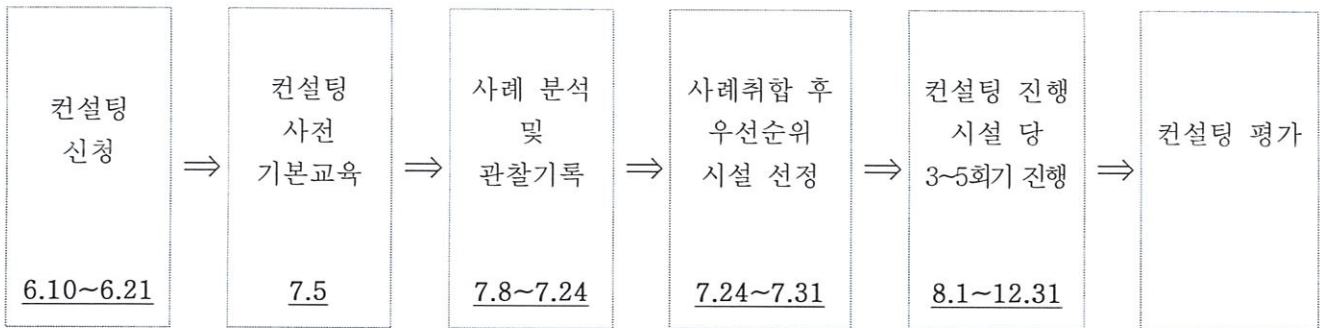 컨설팅
신청
6.10~6.21
⇒
컨설팅
사전
기본교육
7.5
⇒
사례 분석
및
관찰기록
7.8~7.24
⇒
사례취합 후
우선순위
시설 선정
7.24~7.31
⇒
컨설팅 진행
시설 당
3~5회기 진행
8.1~12.31
⇒
컨설팅 평가